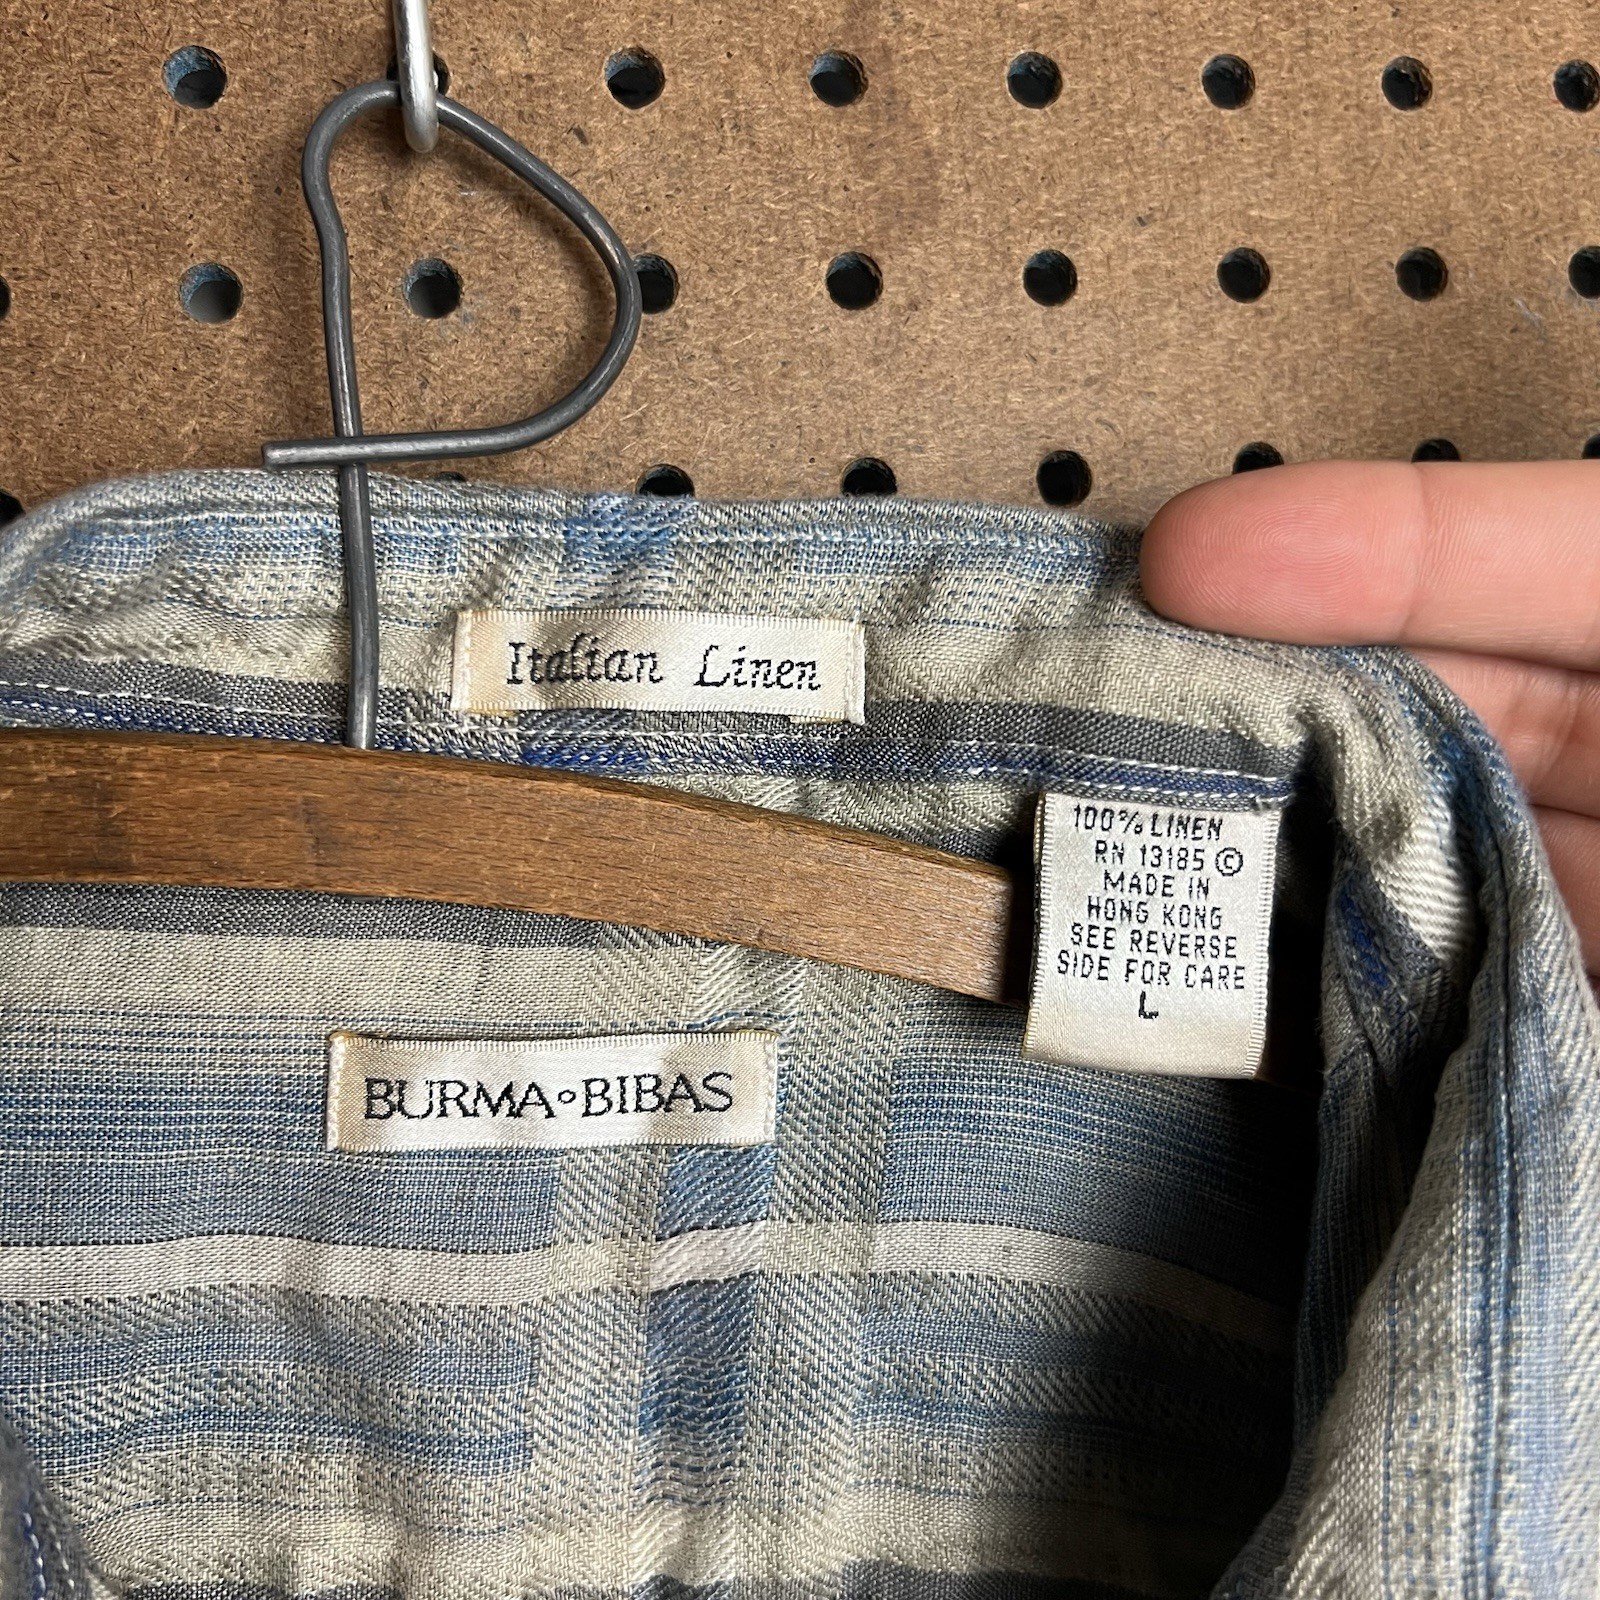 Italian Linen
100% LINEN
RN 13185 ©
MADE IN
HONG KONG
SEE REVERSE
SIDE FOR CARE
L
BURMA∘BIBAS